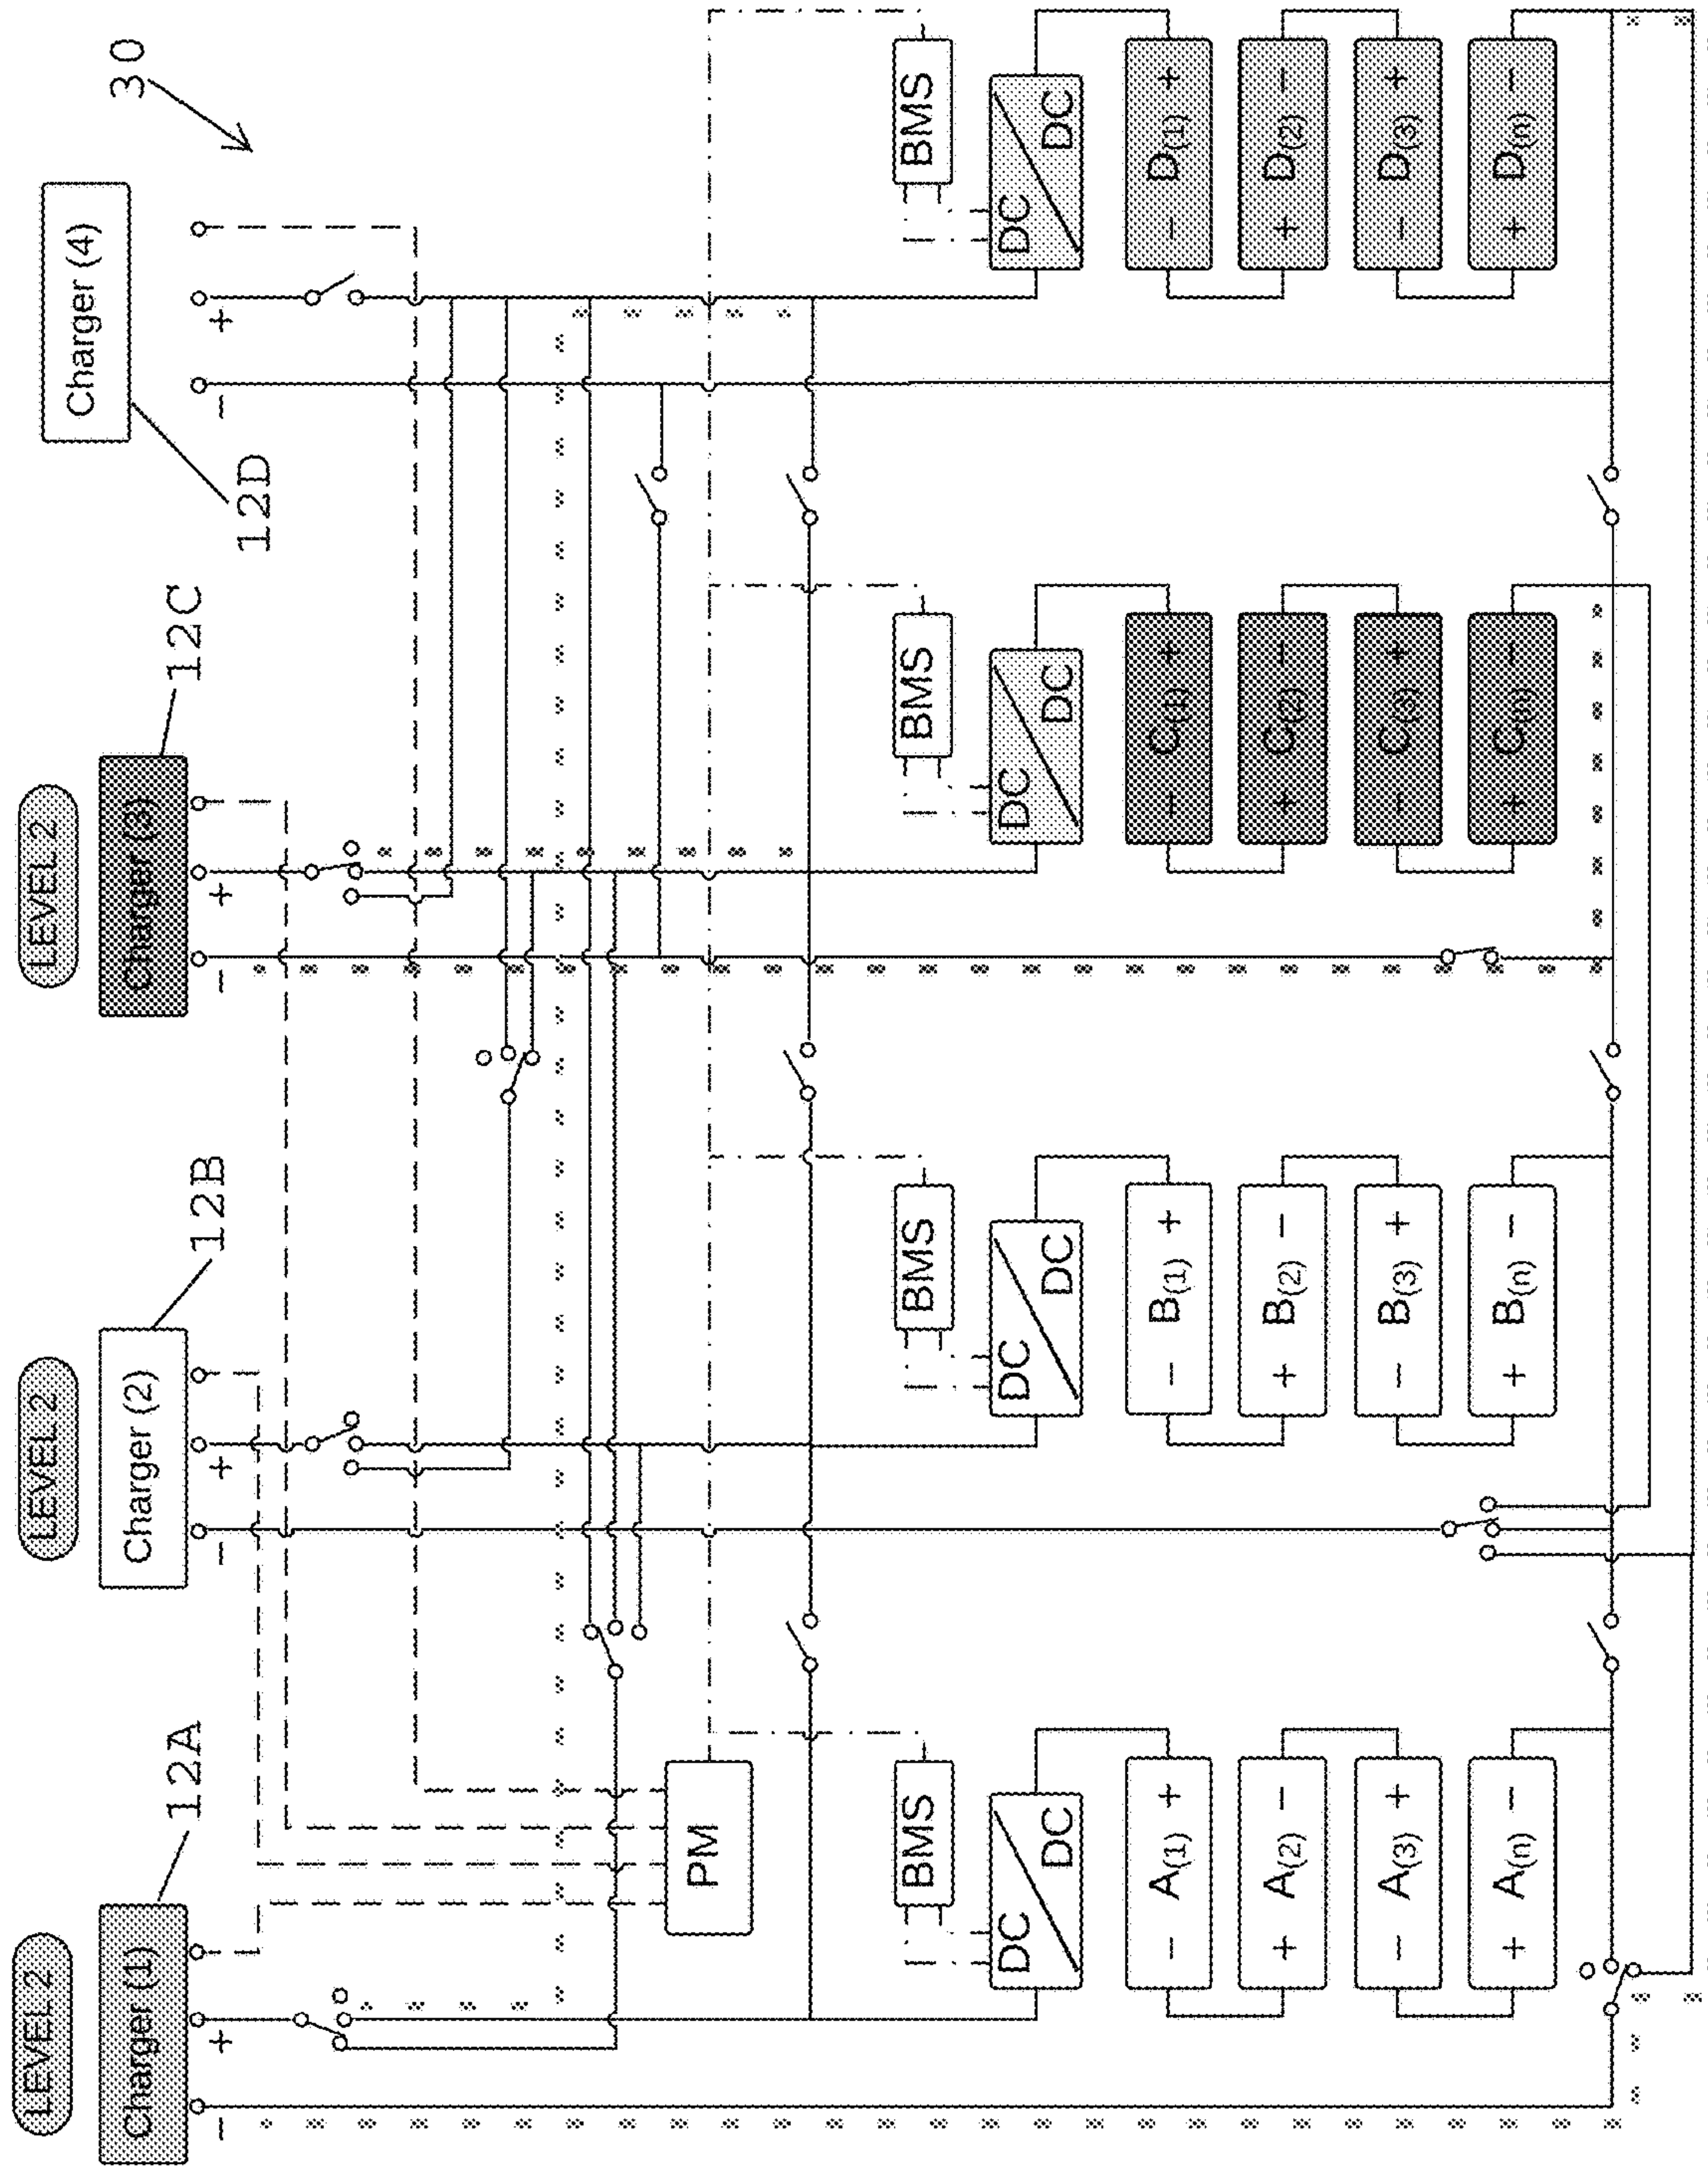 30
12A
12B
12C
12D
LEVEL 2
LEVEL 2
LEVEL 2
Charger (1)
Charger (2)
Charger (3)
Charger (4)
− +
− +
− +
− +
PM
BMS
BMS
BMS
BMS
DC
DC
DC
DC
DC
DC
DC
DC
− A(1) +
− B(1) +
− C(1) +
− D(1) +
+ A(2) −
+ B(2) −
+ C(2) −
+ D(2) −
− A(3) +
− B(3) +
− C(3) +
− D(3) +
+ A(n) −
+ B(n) −
+ C(n) −
+ D(n) −